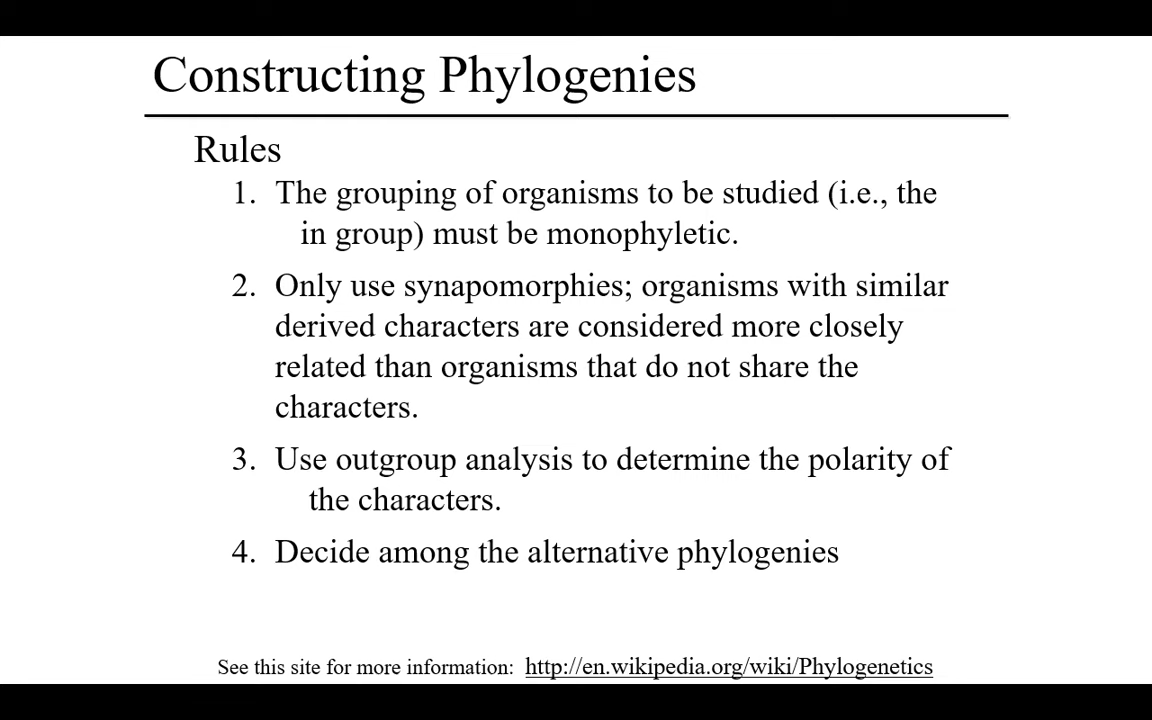 Constructing Phylogenies
Rules
1. The grouping of organisms to be studied (i.e., the
in group) must be monophyletic.
2. Only use synapomorphies; organisms with similar
derived characters are considered more closely
related than organisms that do not share the
characters.
3. Use outgroup analysis to determine the polarity of
the characters.
4. Decide among the alternative phylogenies
See this site for more information: http://en.wikipedia.org/wiki/Phylogenetics